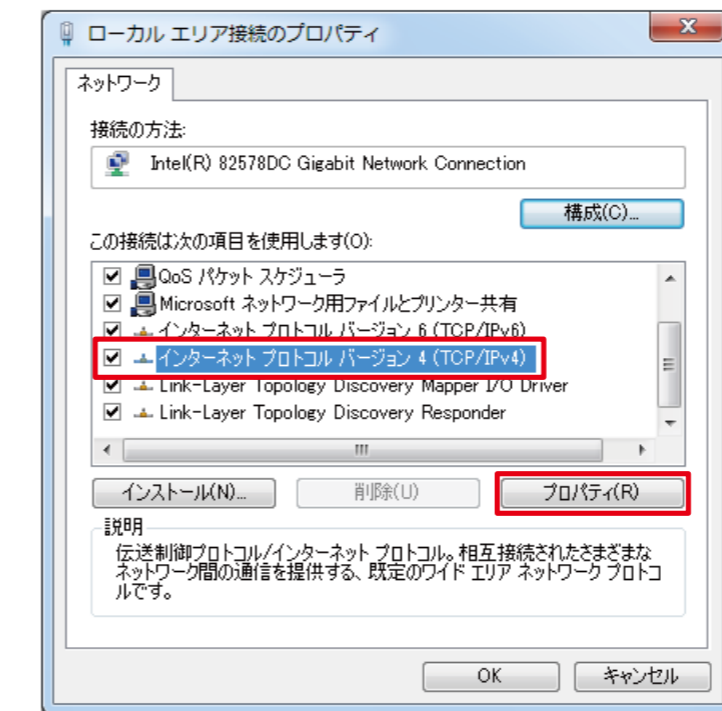 ローカル エリア接続のプロパティ
ネットワーク
接続の方法:
Intel(R) 82578DC Gigabit Network Connection
構成(C)...
この接続は次の項目を使用します(O):
QoS パケット スケジューラ
Microsoft ネットワーク用ファイルとプリンター共有
インターネット プロトコル バージョン 6 (TCP/IPv6)
インターネット プロトコル バージョン 4 (TCP/IPv4)
Link-Layer Topology Discovery Mapper I/O Driver
Link-Layer Topology Discovery Responder
インストール(N)...
削除(U)
プロパティ(R)
説明
伝送制御プロトコル/インターネット プロトコル。相互接続されたさまざまな
ネットワーク間の通信を提供する、既定のワイド エリア ネットワーク プロトコ
ルです。
OK
キャンセル